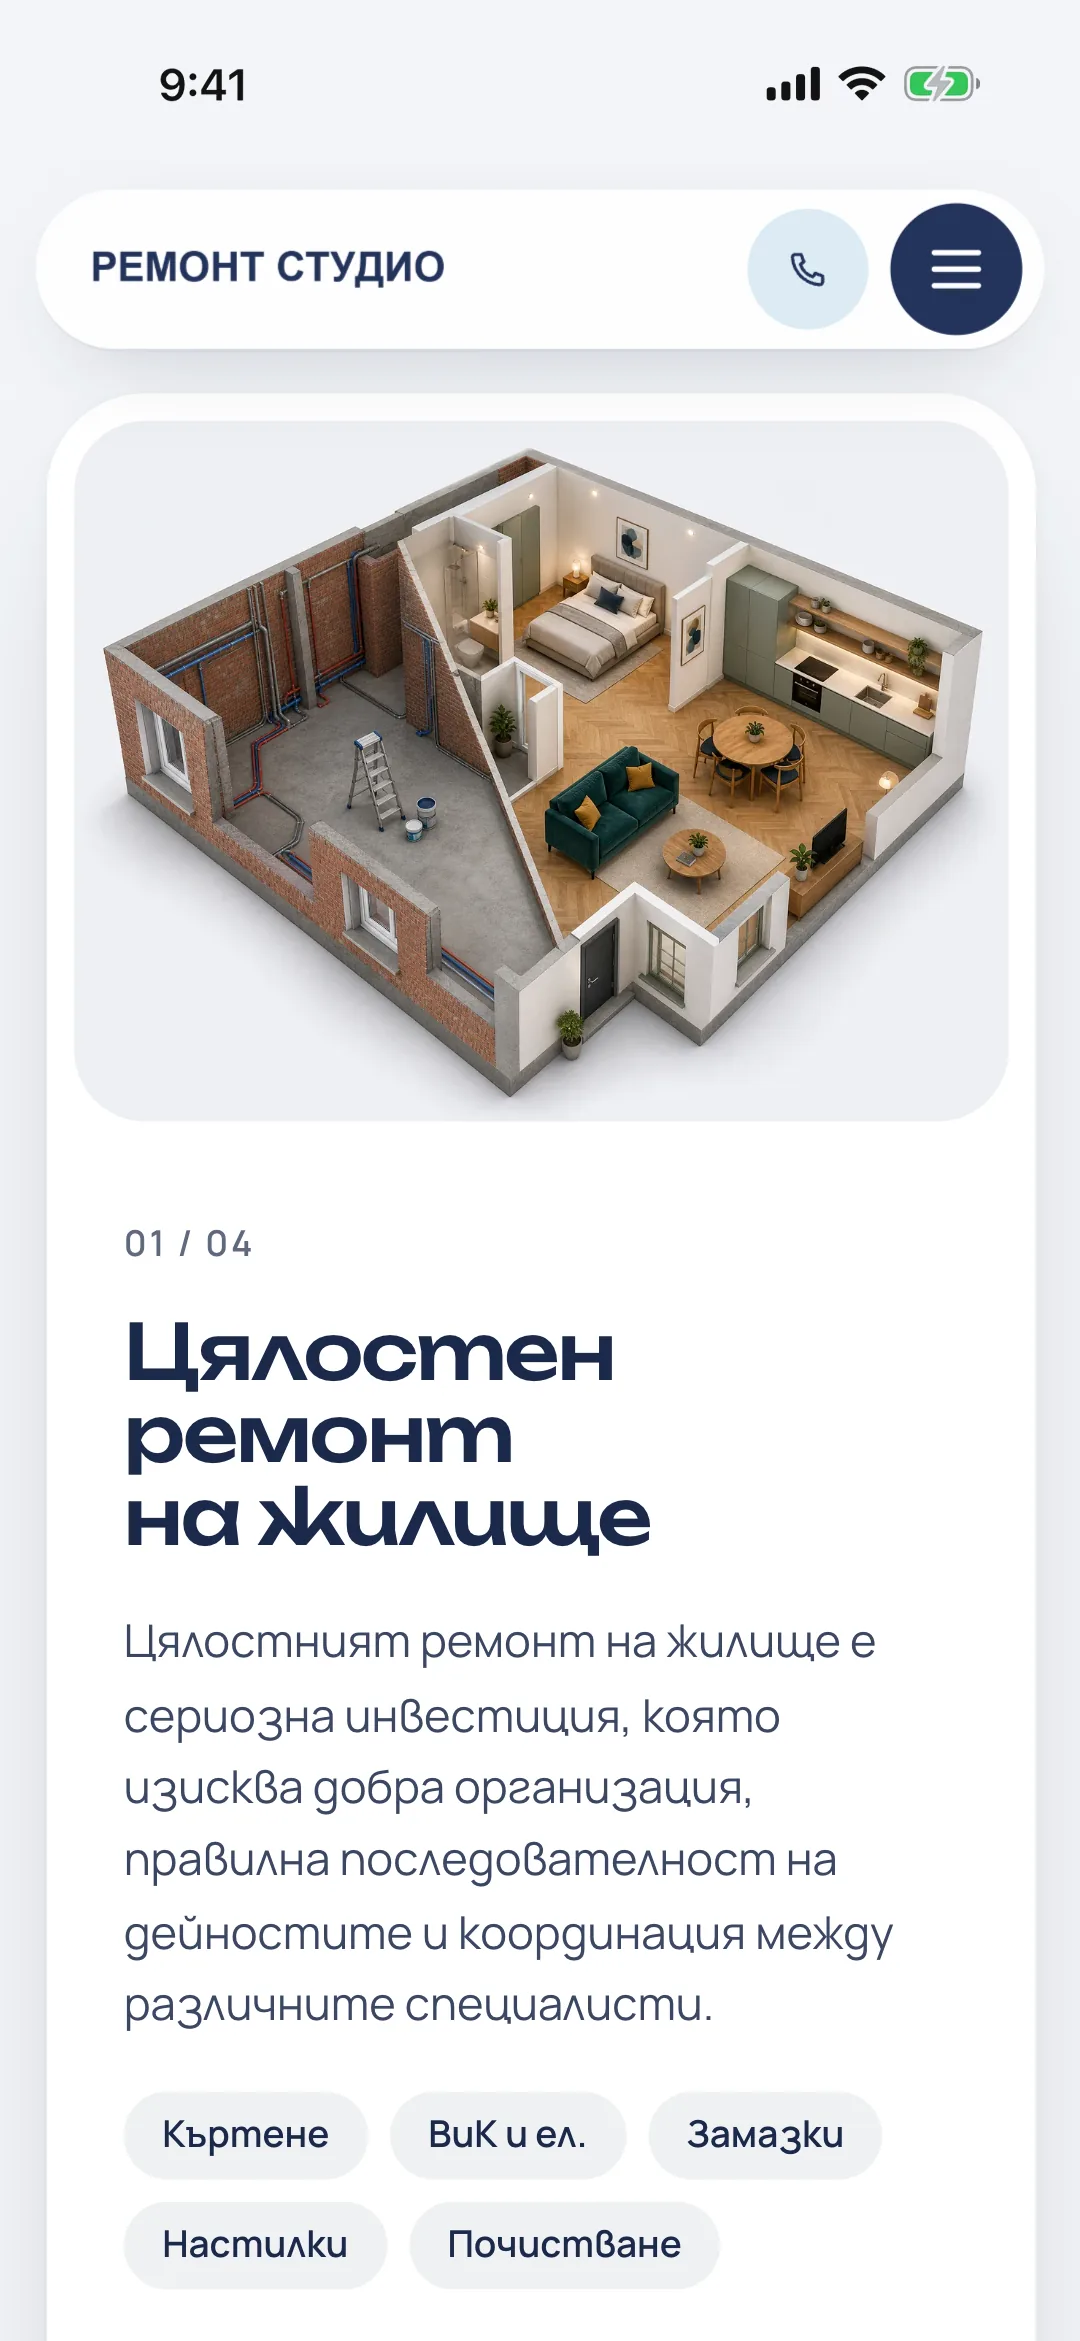 9:41
РЕМОНТ СТУДИО
01 / 04
Цялостен
ремонт
на жилище
Цялостният ремонт на жилище е
сериозна инвестиция, която
изисква добра организация,
правилна последователност на
дейностите и координация между
различните специалисти.
Къртене
ВиК и ел.
Замазки
Настилки
Почистване